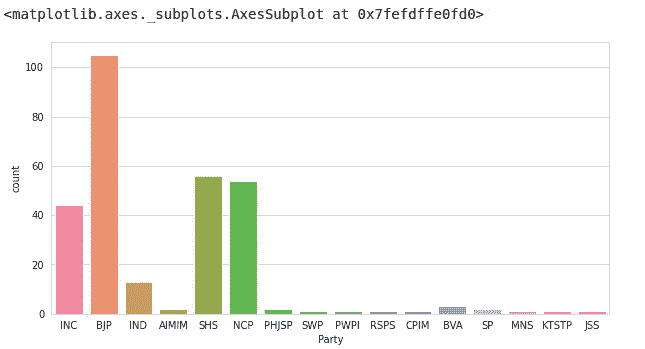 <matplotlib.axes._subplots.AxesSubplot at 0x7fefdffe0fd0>
100
80
60
40
20
0
count
INC BJP IND AIMIM SHS NCP PHJSP SWP PWPI RSPS CPIM BVA SP MNS KTSTP JSS
Party